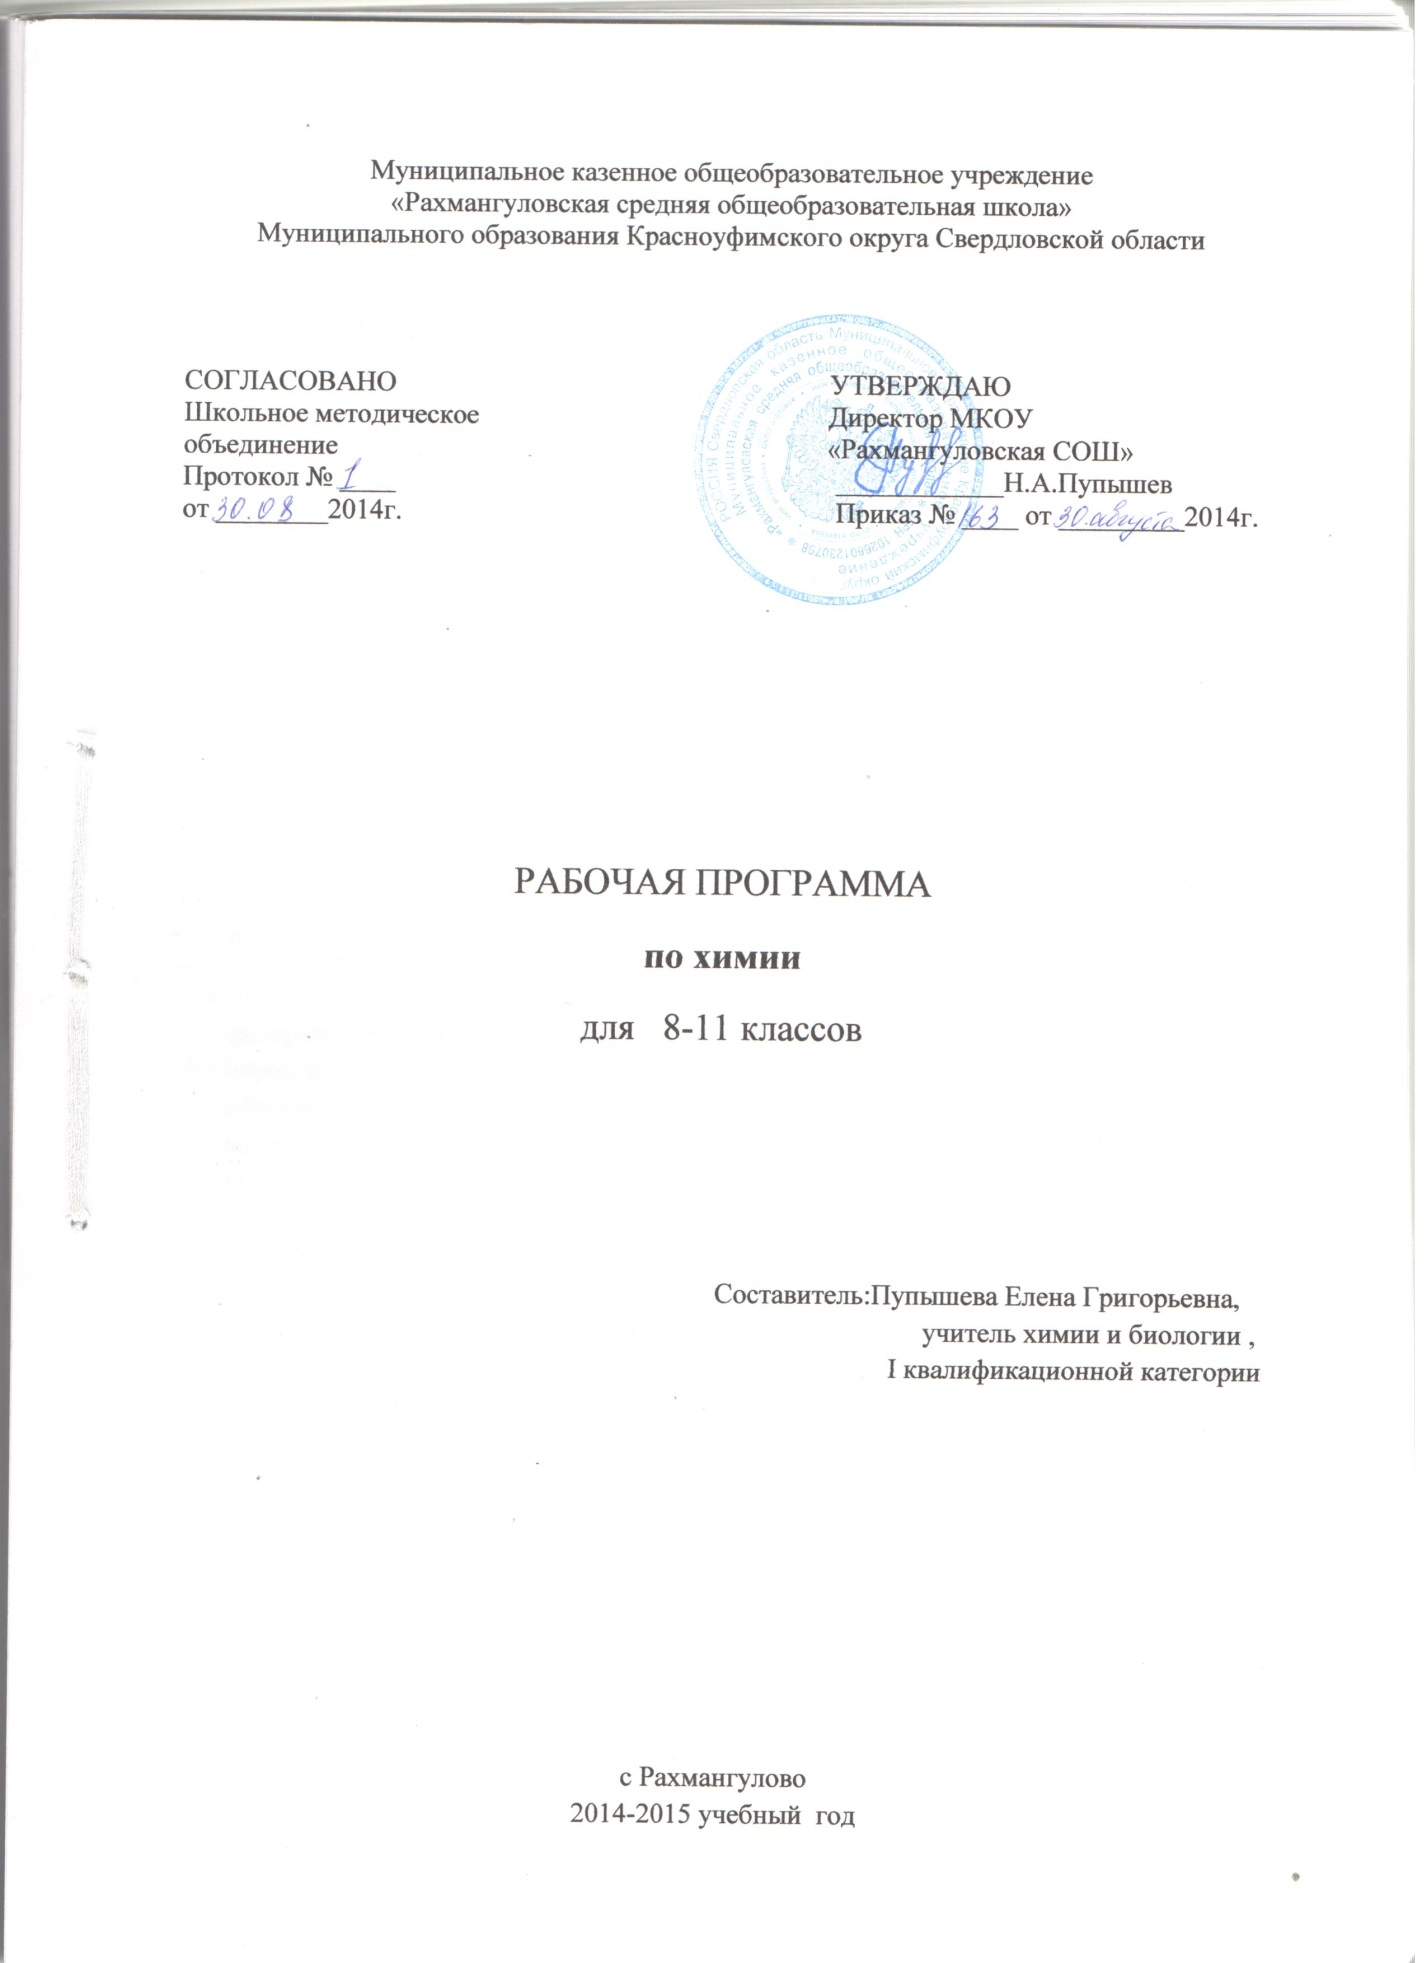 Муниципальное казенное общеобразовательное учреждение
«Рахмангуловская средняя общеобразовательная школа»
Муниципального образования Красноуфимского округа Свердловской области
СОГЛАСОВАНО
Школьное методическое
объединение
Протокол № 1
от 30.08 2014г.
УТВЕРЖДАЮ
Директор МКОУ
«Рахмангуловская СОШ»
____________Н.А.Пупышев
Приказ № 163 от 30 августа 2014г.
РАБОЧАЯ ПРОГРАММА
по химии
для 8-11 классов
Составитель:Пупышева Елена Григорьевна,
учитель химии и биологии ,
I квалификационной категории
с Рахмангулово
2014-2015 учебный год